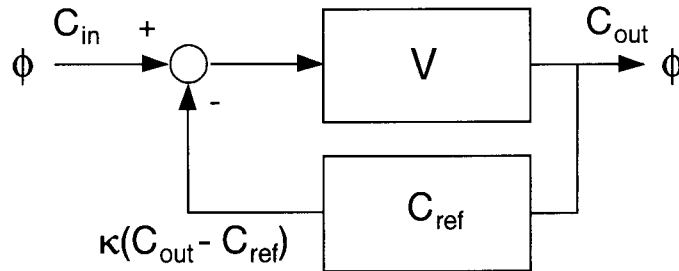 C_in + C_out
ϕ V ϕ
-
C_ref
κ(C_out - C_ref)